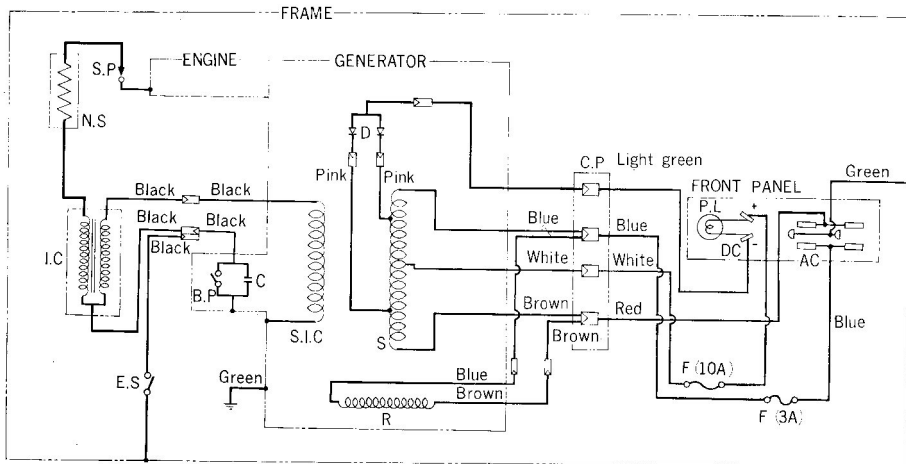 FRAME
S.P
ENGINE
GENERATOR
N.S
D
Pink
Pink
C.P
Light green
Green
FRONT PANEL
P.L
+
DC
-
AC
Black
Black
Black
Black
Black
I.C
B.P
C
S.I.C
S
Blue
Blue
White
White
Brown
Red
Brown
Blue
E.S
Green
Blue
Brown
R
F (10A)
F (3A)